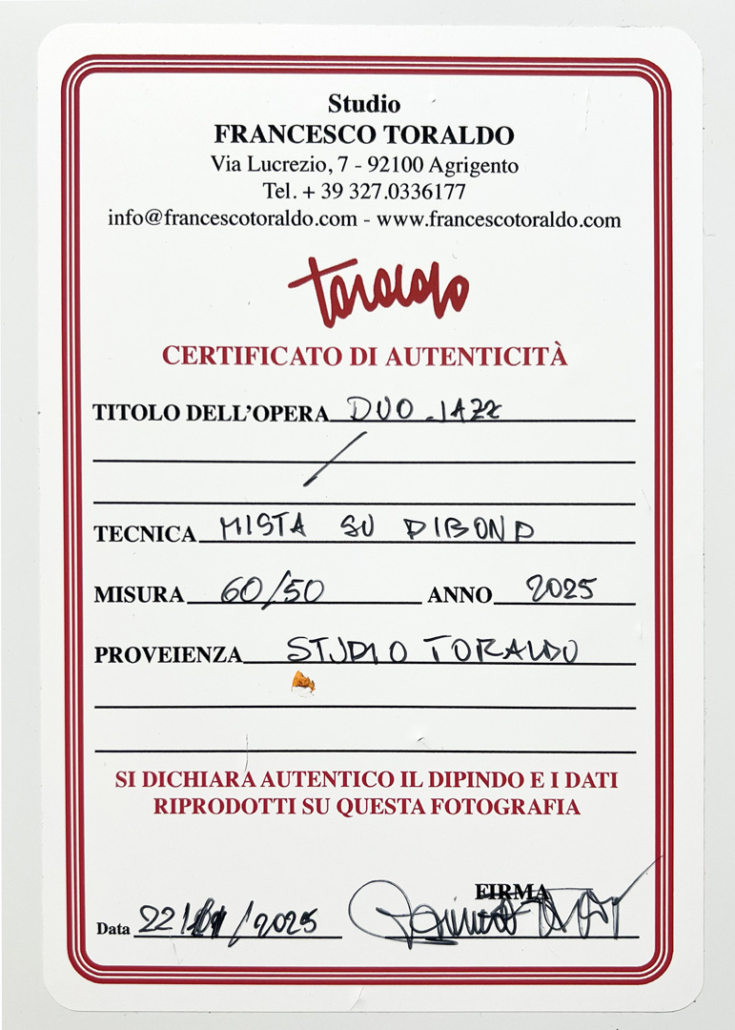 Studio
FRANCESCO TORALDO
Via Lucrezio, 7 - 92100 Agrigento
Tel. + 39 327.0336177
info@francescotoraldo.com - www.francescotoraldo.com
toraldo
CERTIFICATO DI AUTENTICITÀ
TITOLO DELL'OPERA DUO JAZZ
TECNICA MISTA SU DIBOND
MISURA 60/50 ANNO 2025
PROVEIENZA STUDIO TORALDO
SI DICHIARA AUTENTICO IL DIPINDO E I DATI
RIPRODOTTI SU QUESTA FOTOGRAFIA
FIRMA
Data 22/ /2025